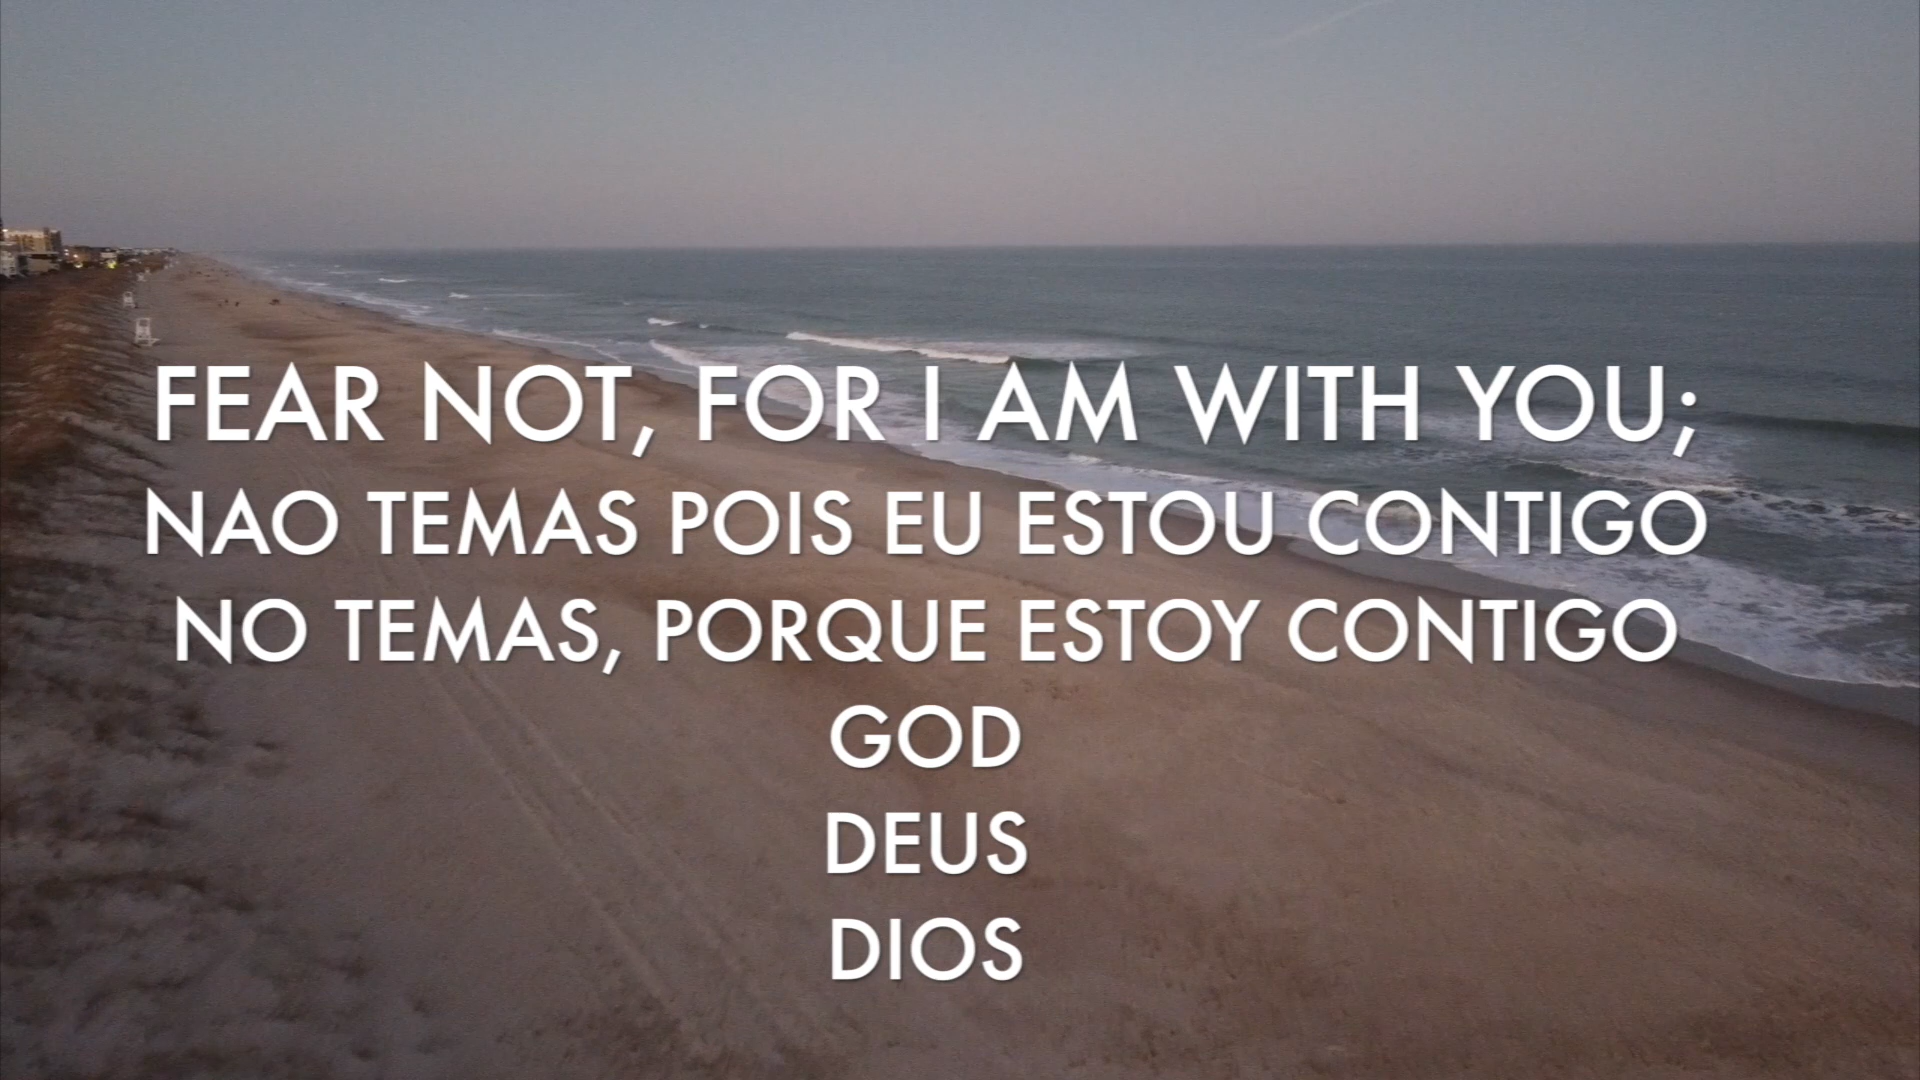 FEAR NOT, FOR I AM WITH YOU;
NAO TEMAS POIS EU ESTOU CONTIGO
NO TEMAS, PORQUE ESTOY CONTIGO
GOD
DEUS
DIOS